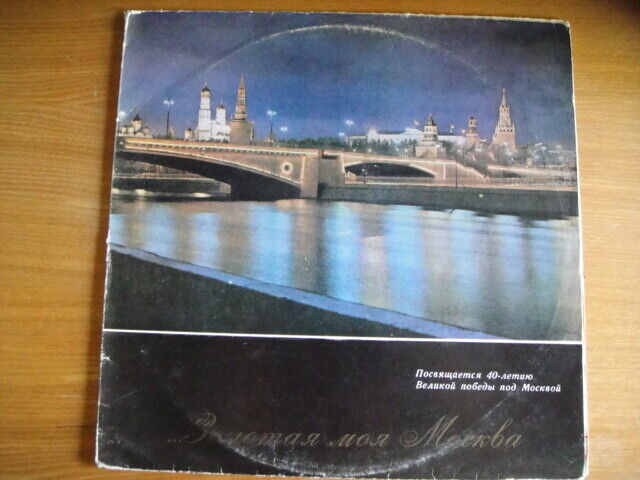 Посвящается 40-летию
Великой победы под Москвой
...Золотая моя Москва